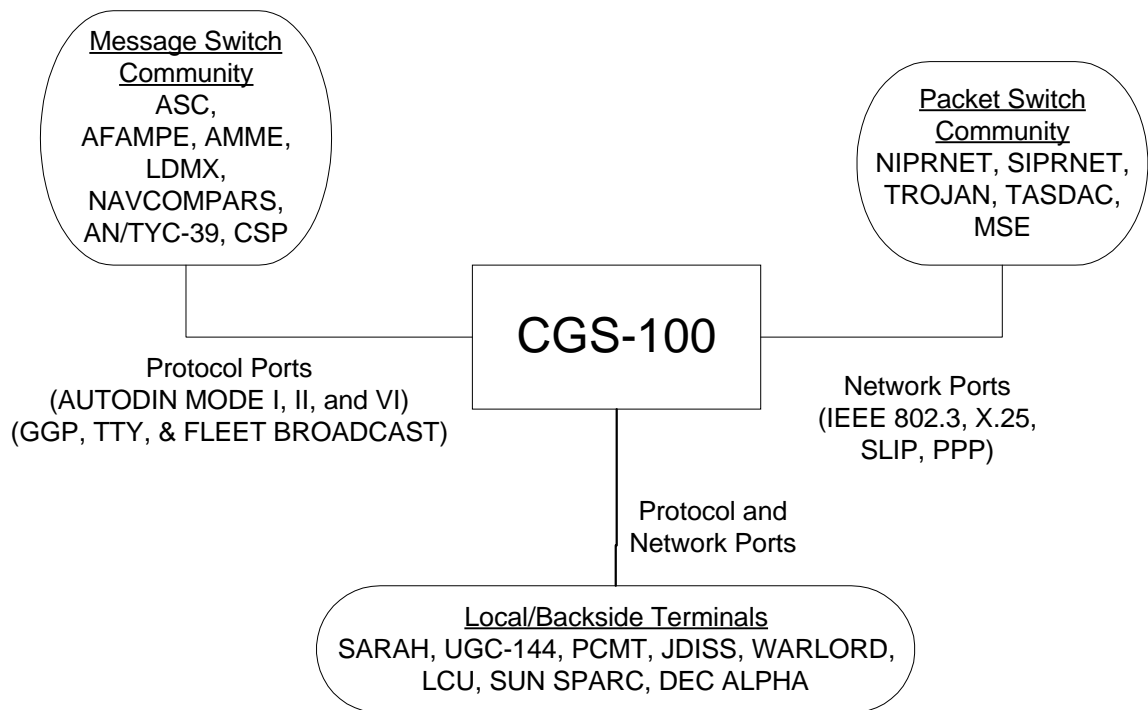 Message Switch
Community
ASC,
AFAMPE, AMME,
LDMX,
NAVCOMPARS,
AN/TYC-39, CSP
Packet Switch
Community
NIPRNET, SIPRNET,
TROJAN, TASDAC,
MSE
CGS-100
Protocol Ports
(AUTODIN MODE I, II, and VI)
(GGP, TTY, & FLEET BROADCAST)
Network Ports
(IEEE 802.3, X.25,
SLIP, PPP)
Protocol and
Network Ports
Local/Backside Terminals
SARAH, UGC-144, PCMT, JDISS, WARLORD,
LCU, SUN SPARC, DEC ALPHA